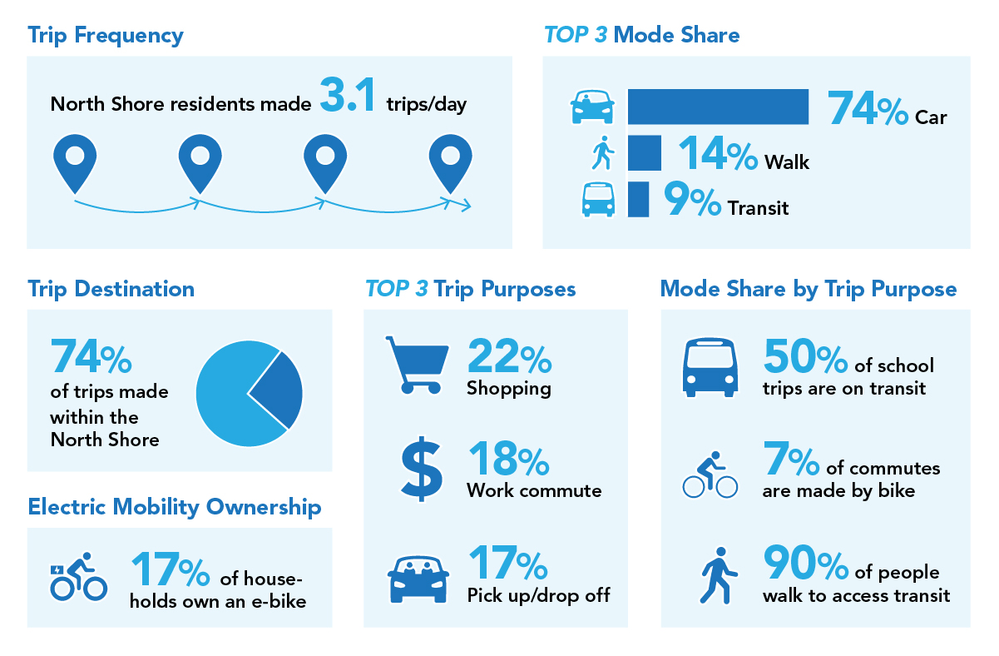 Trip Frequency
North Shore residents made 3.1 trips/day
TOP 3 Mode Share
74% Car
14% Walk
9% Transit
Trip Destination
74%
of trips made
within the
North Shore
Electric Mobility Ownership
17% of house-
holds own an e-bike
TOP 3 Trip Purposes
22%
Shopping
$
18%
Work commute
17%
Pick up/drop off
Mode Share by Trip Purpose
50% of school
trips are on transit
7% of commutes
are made by bike
90% of people
walk to access transit